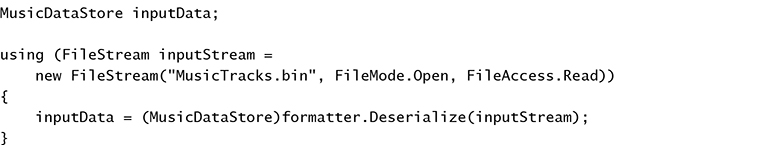 MusicDataStore inputData;

using (FileStream inputStream =
    new FileStream("MusicTracks.bin", FileMode.Open, FileAccess.Read))
{
    inputData = (MusicDataStore)formatter.Deserialize(inputStream);
}